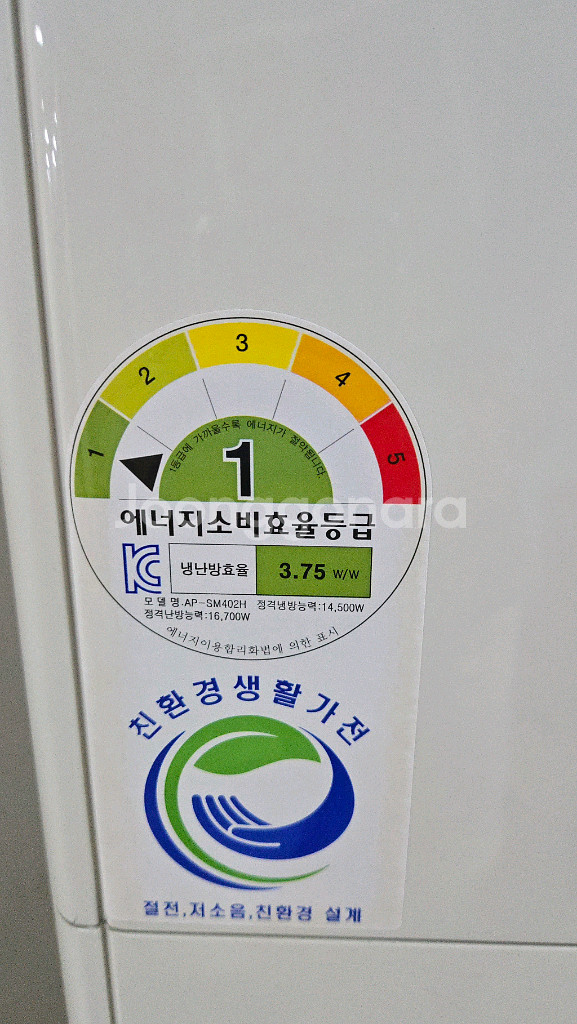 1
2
3
4
5
1등급에 가까울수록 에너지가 절약됩니다.
1
에너지소비효율등급
Joonggonara
KC
냉난방효율
3.75 W/W
모 델 명.AP-SM402H 정격냉방능력:14,500W
정격난방능력:16,700W
에너지이용합리화법에 의한 표시
친환경생활가전
절전,저소음,친환경 설계